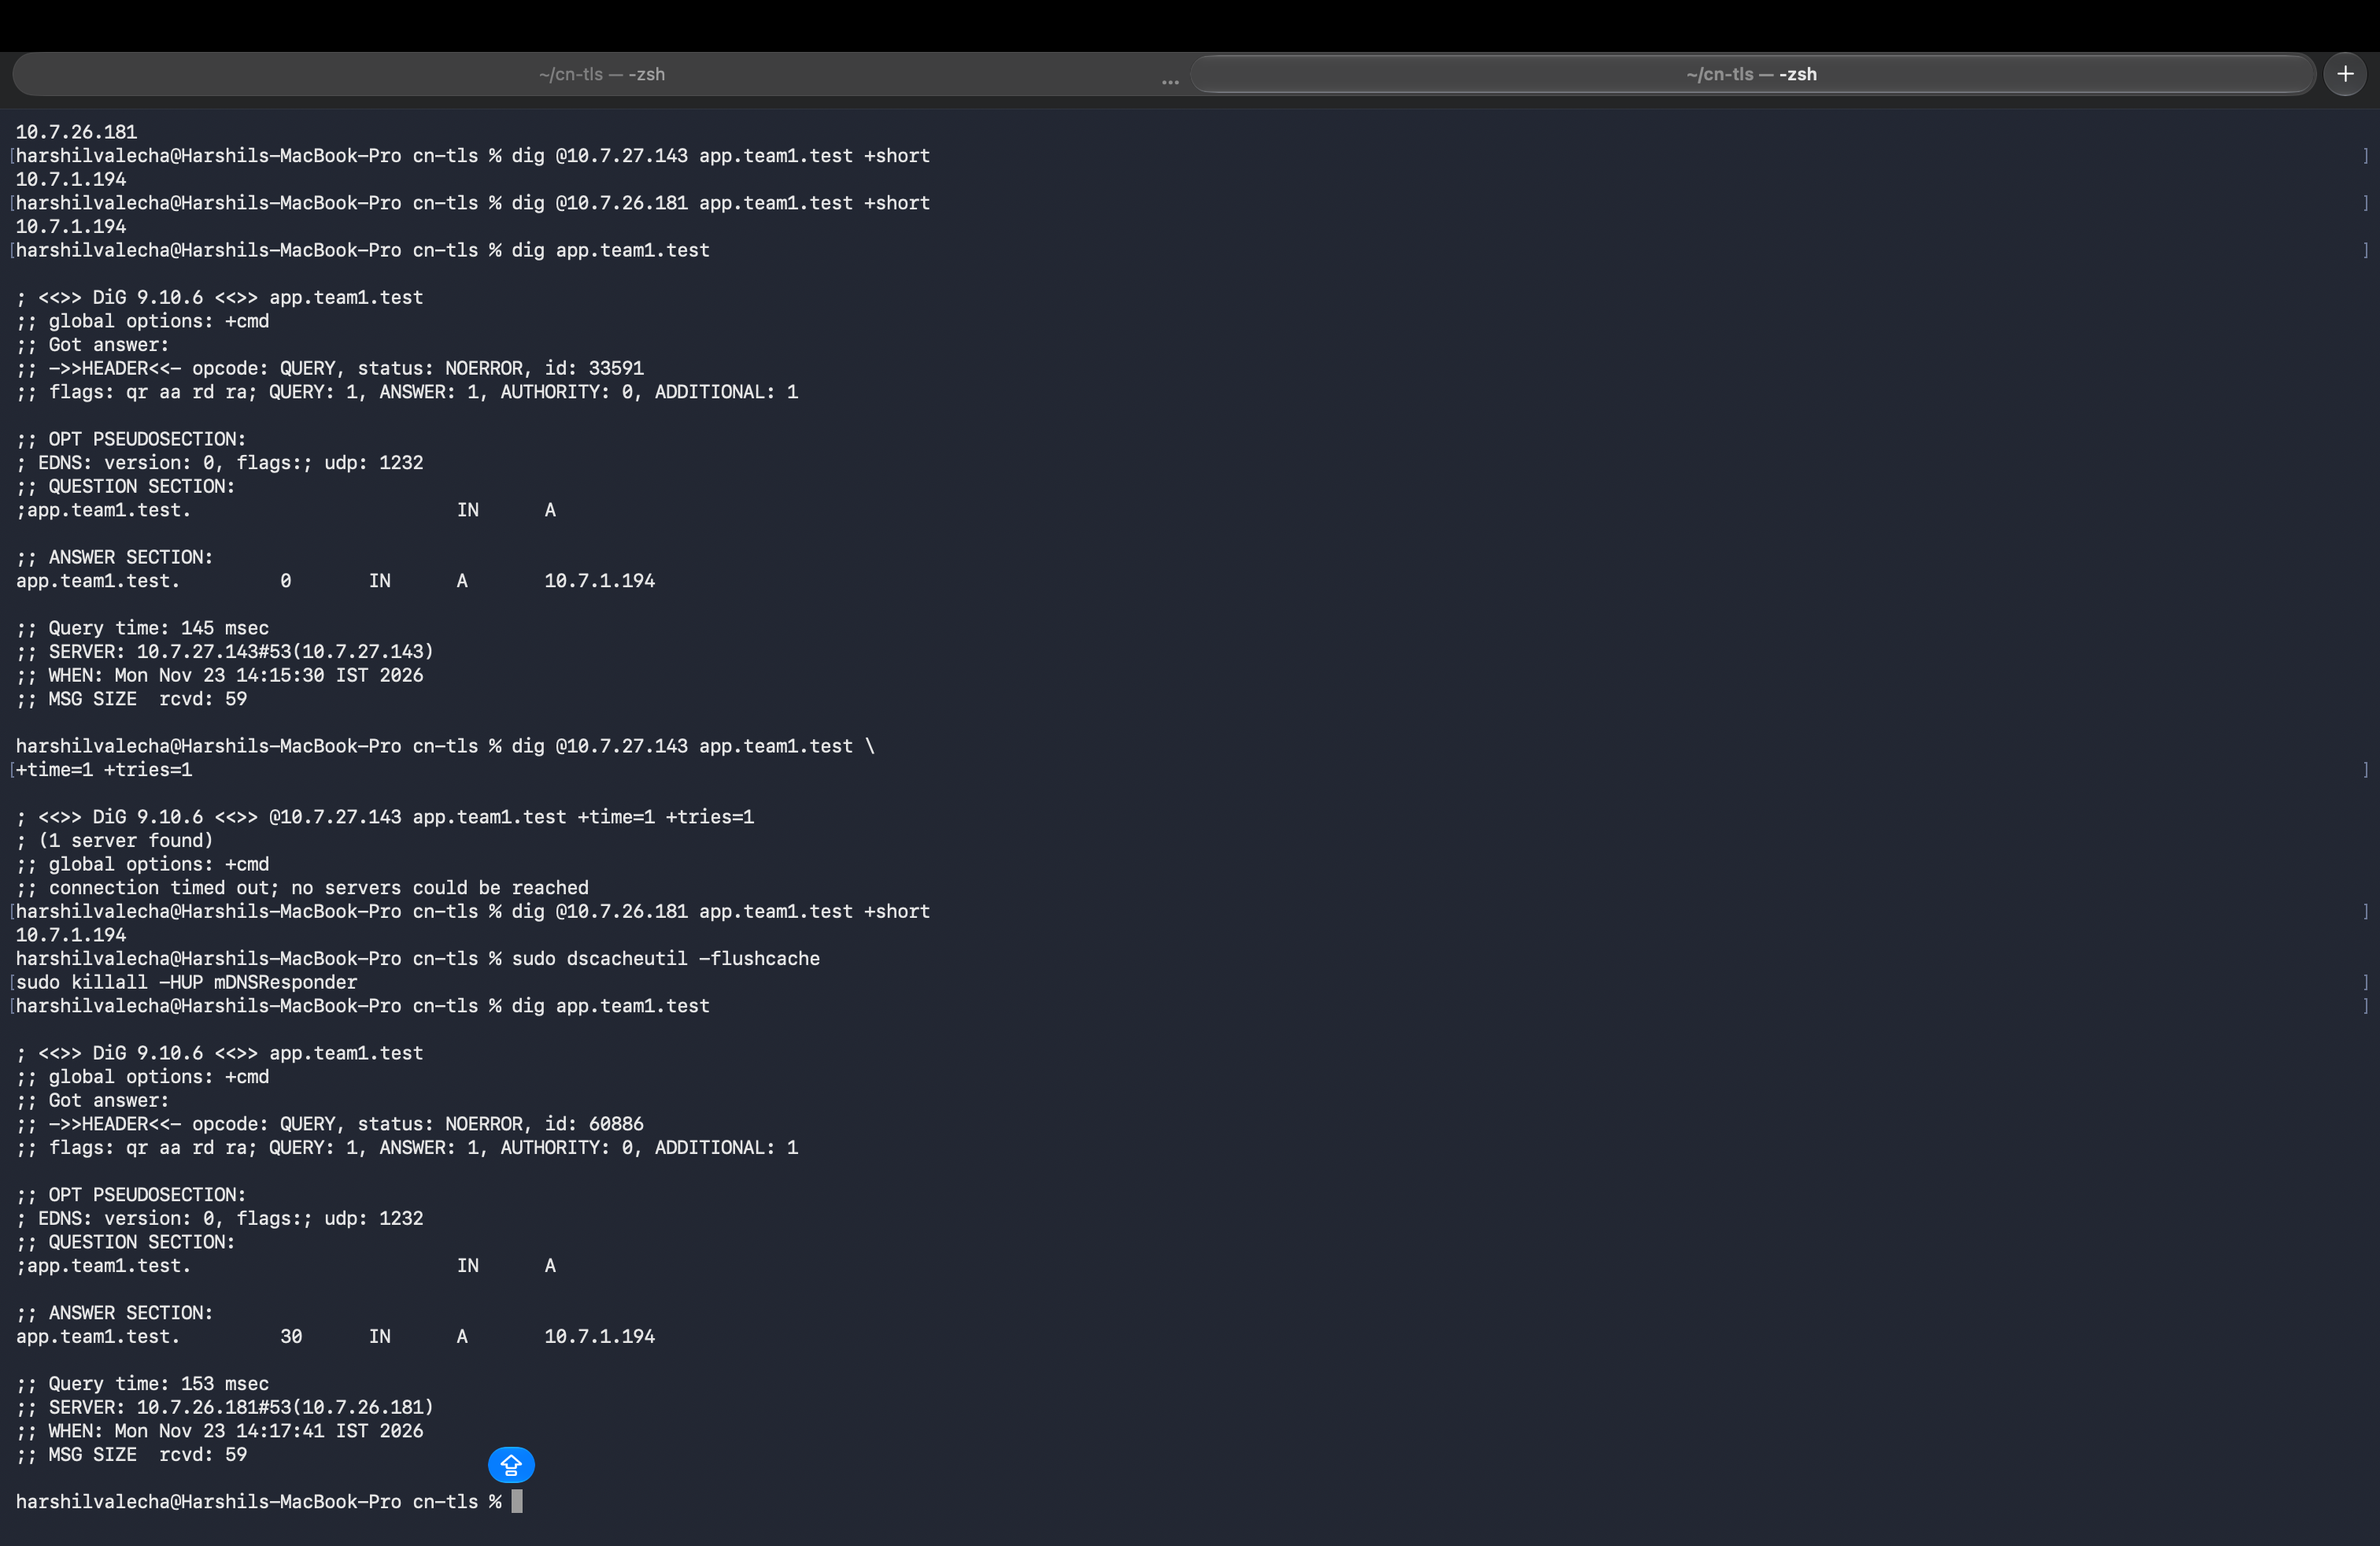 ~/cn-tls — -zsh
...
~/cn-tls — -zsh
+
10.7.26.181
[harshilvalecha@Harshils-MacBook-Pro cn-tls % dig @10.7.27.143 app.team1.test +short ]
10.7.1.194
[harshilvalecha@Harshils-MacBook-Pro cn-tls % dig @10.7.26.181 app.team1.test +short ]
10.7.1.194
[harshilvalecha@Harshils-MacBook-Pro cn-tls % dig app.team1.test ]
; <<>> DiG 9.10.6 <<>> app.team1.test
;; global options: +cmd
;; Got answer:
;; ->>HEADER<<- opcode: QUERY, status: NOERROR, id: 33591
;; flags: qr aa rd ra; QUERY: 1, ANSWER: 1, AUTHORITY: 0, ADDITIONAL: 1
;; OPT PSEUDOSECTION:
; EDNS: version: 0, flags:; udp: 1232
;; QUESTION SECTION:
;app.team1.test. IN A
;; ANSWER SECTION:
app.team1.test. 0 IN A 10.7.1.194
;; Query time: 145 msec
;; SERVER: 10.7.27.143#53(10.7.27.143)
;; WHEN: Mon Nov 23 14:15:30 IST 2026
;; MSG SIZE  rcvd: 59
harshilvalecha@Harshils-MacBook-Pro cn-tls % dig @10.7.27.143 app.team1.test \
[+time=1 +tries=1 ]
; <<>> DiG 9.10.6 <<>> @10.7.27.143 app.team1.test +time=1 +tries=1
; (1 server found)
;; global options: +cmd
;; connection timed out; no servers could be reached
[harshilvalecha@Harshils-MacBook-Pro cn-tls % dig @10.7.26.181 app.team1.test +short ]
10.7.1.194
harshilvalecha@Harshils-MacBook-Pro cn-tls % sudo dscacheutil -flushcache
[sudo killall -HUP mDNSResponder ]
[harshilvalecha@Harshils-MacBook-Pro cn-tls % dig app.team1.test ]
; <<>> DiG 9.10.6 <<>> app.team1.test
;; global options: +cmd
;; Got answer:
;; ->>HEADER<<- opcode: QUERY, status: NOERROR, id: 60886
;; flags: qr aa rd ra; QUERY: 1, ANSWER: 1, AUTHORITY: 0, ADDITIONAL: 1
;; OPT PSEUDOSECTION:
; EDNS: version: 0, flags:; udp: 1232
;; QUESTION SECTION:
;app.team1.test. IN A
;; ANSWER SECTION:
app.team1.test. 30 IN A 10.7.1.194
;; Query time: 153 msec
;; SERVER: 10.7.26.181#53(10.7.26.181)
;; WHEN: Mon Nov 23 14:17:41 IST 2026
;; MSG SIZE  rcvd: 59
harshilvalecha@Harshils-MacBook-Pro cn-tls %